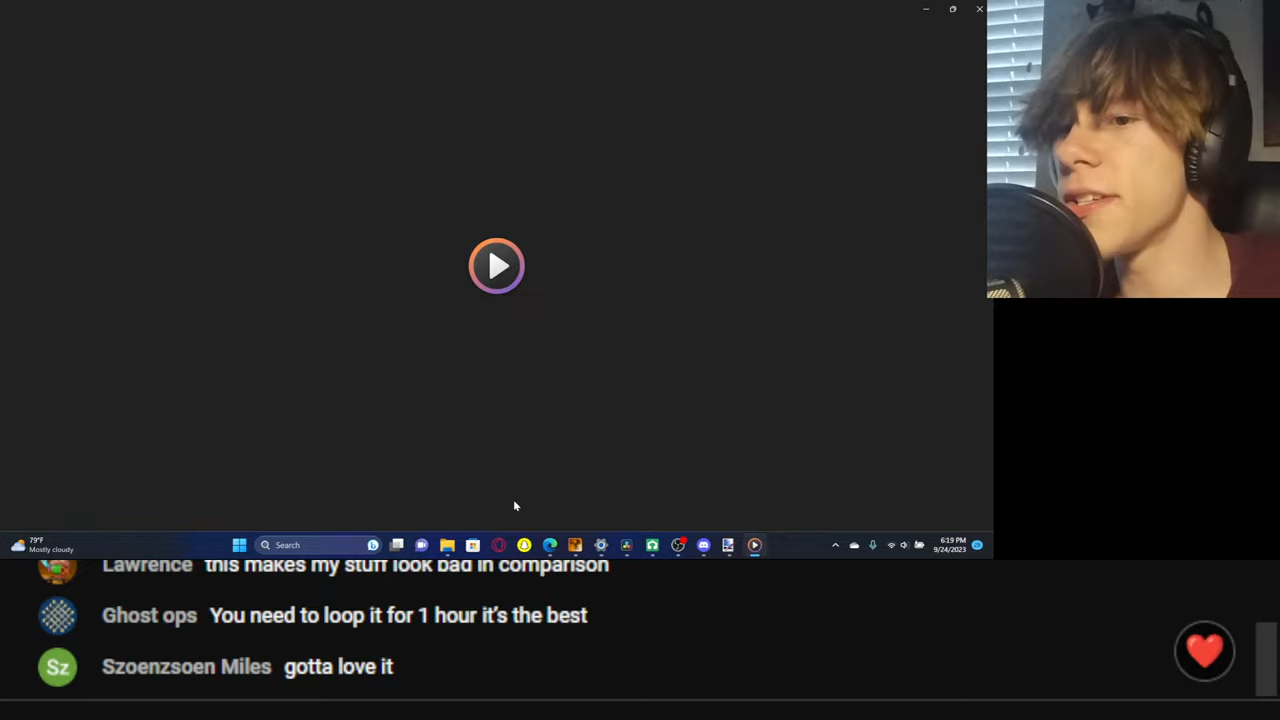 79°F
Mostly cloudy
Search
6:19 PM
9/24/2023
Lawrence this makes my stuff look bad in comparison
Ghost ops You need to loop it for 1 hour it's the best
Sz Szoenzsoen Miles gotta love it